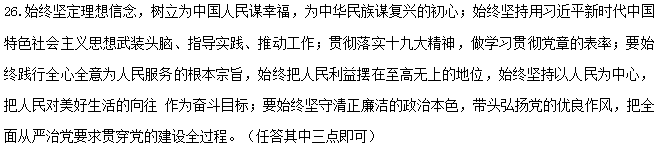 26.始终坚定理想信念，树立为中国人民谋幸福，为中华民族谋复兴的初心；始终坚持用习近平新时代中国
特色社会主义思想武装头脑、指导实践、推动工作；贯彻落实十九大精神，做学习贯彻党章的表率；要始
终践行全心全意为人民服务的根本宗旨，始终把人民利益摆在至高无上的地位，始终坚持以人民为中心，
把人民对美好生活的向往 作为奋斗目标；要始终坚守清正廉洁的政治本色，带头弘扬党的优良作风，把全
面从严治党要求贯穿党的建设全过程。（任答其中三点即可）